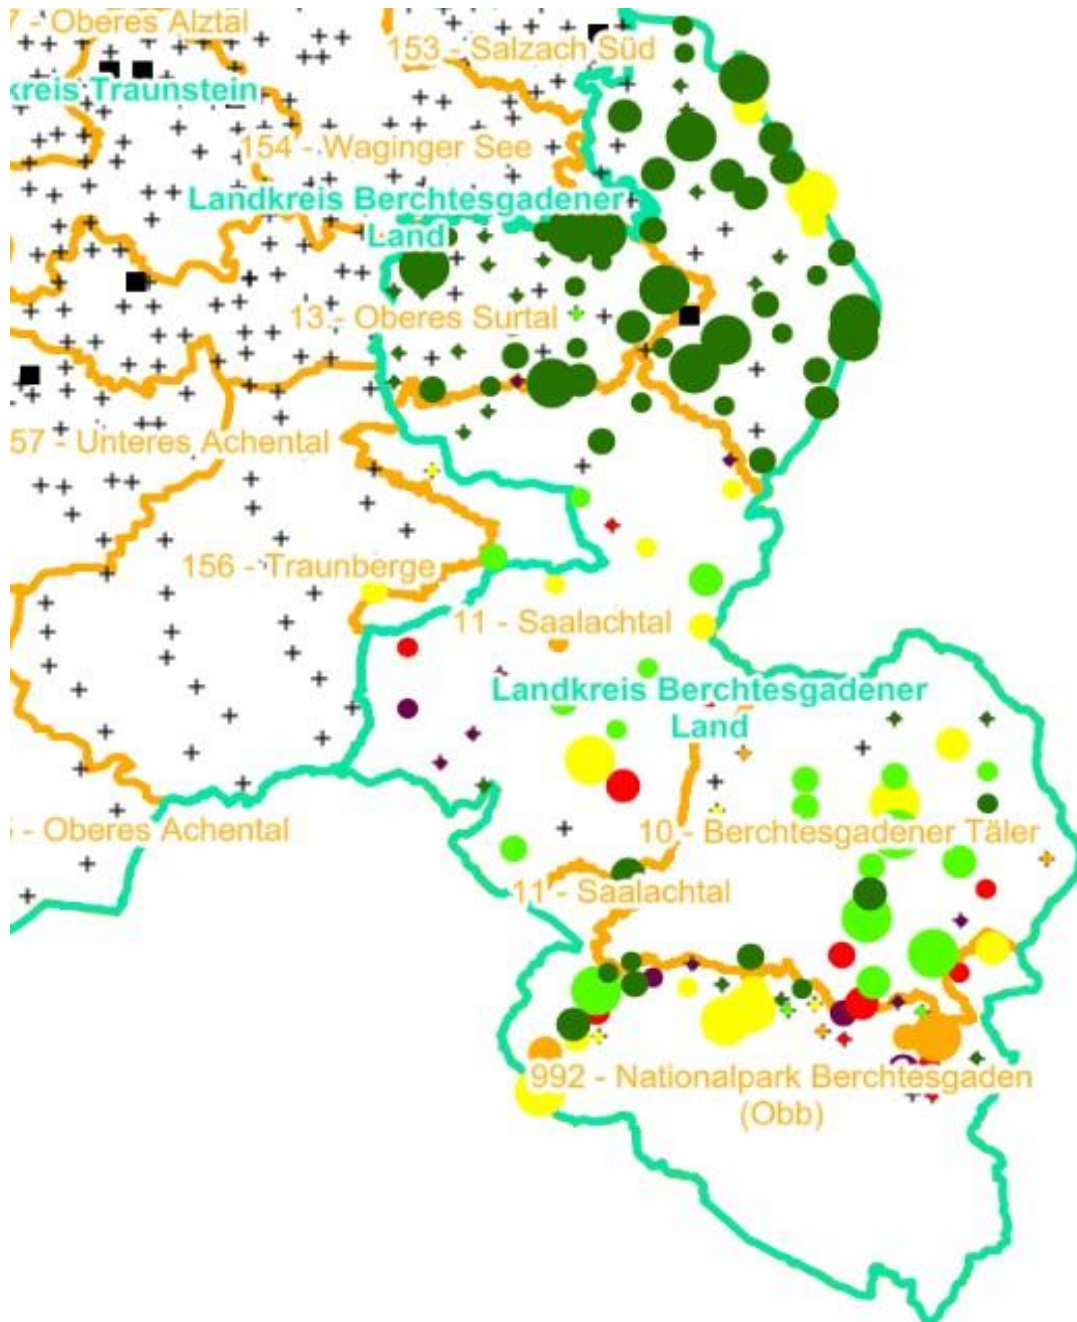 7 - Oberes Alztal
153 - Salzach Süd
kreis Traunstein
154 - Waginger See
Landkreis Berchtesgadener
Land
13 - Oberes Surtal
57 - Unteres Achental
156 - Traunberge
11 - Saalachtal
Landkreis Berchtesgadener
Land
- Oberes Achental
10 - Berchtesgadener Täler
11 - Saalachtal
992 - Nationalpark Berchtesgaden
(Obb)